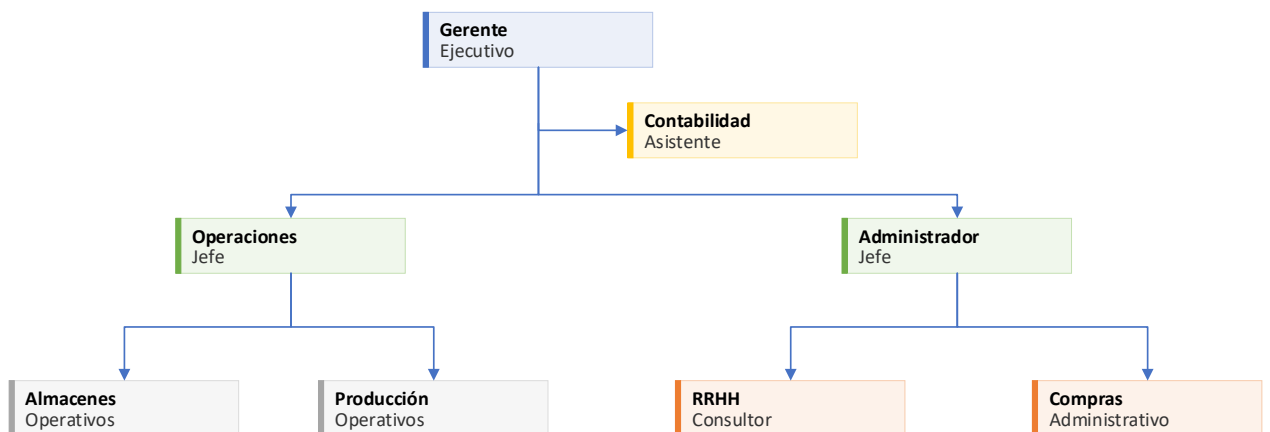 Gerente
Ejecutivo
Contabilidad
Asistente
Operaciones
Jefe
Administrador
Jefe
Almacenes
Operativos
Producción
Operativos
RRHH
Consultor
Compras
Administrativo